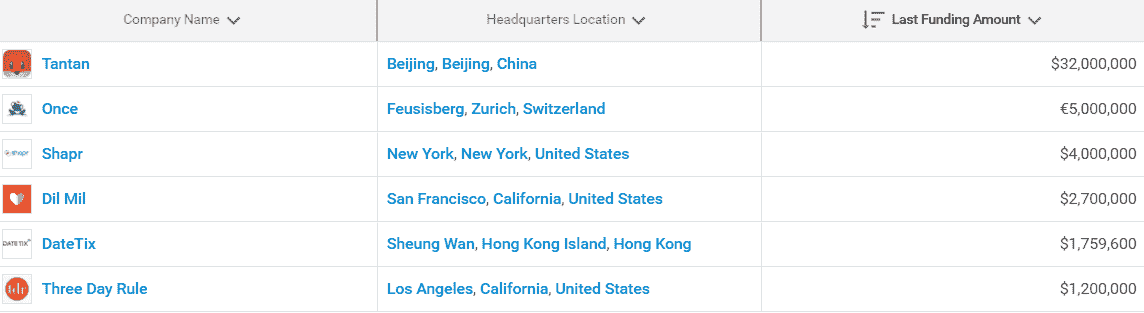 Company Name Headquarters Location Last Funding Amount
Tantan Beijing, Beijing, China $32,000,000
Once Feusisberg, Zurich, Switzerland €5,000,000
shapr Shapr New York, New York, United States $4,000,000
Dil Mil San Francisco, California, United States $2,700,000
DATETIX DateTix Sheung Wan, Hong Kong Island, Hong Kong $1,759,600
tdr Three Day Rule Los Angeles, California, United States $1,200,000